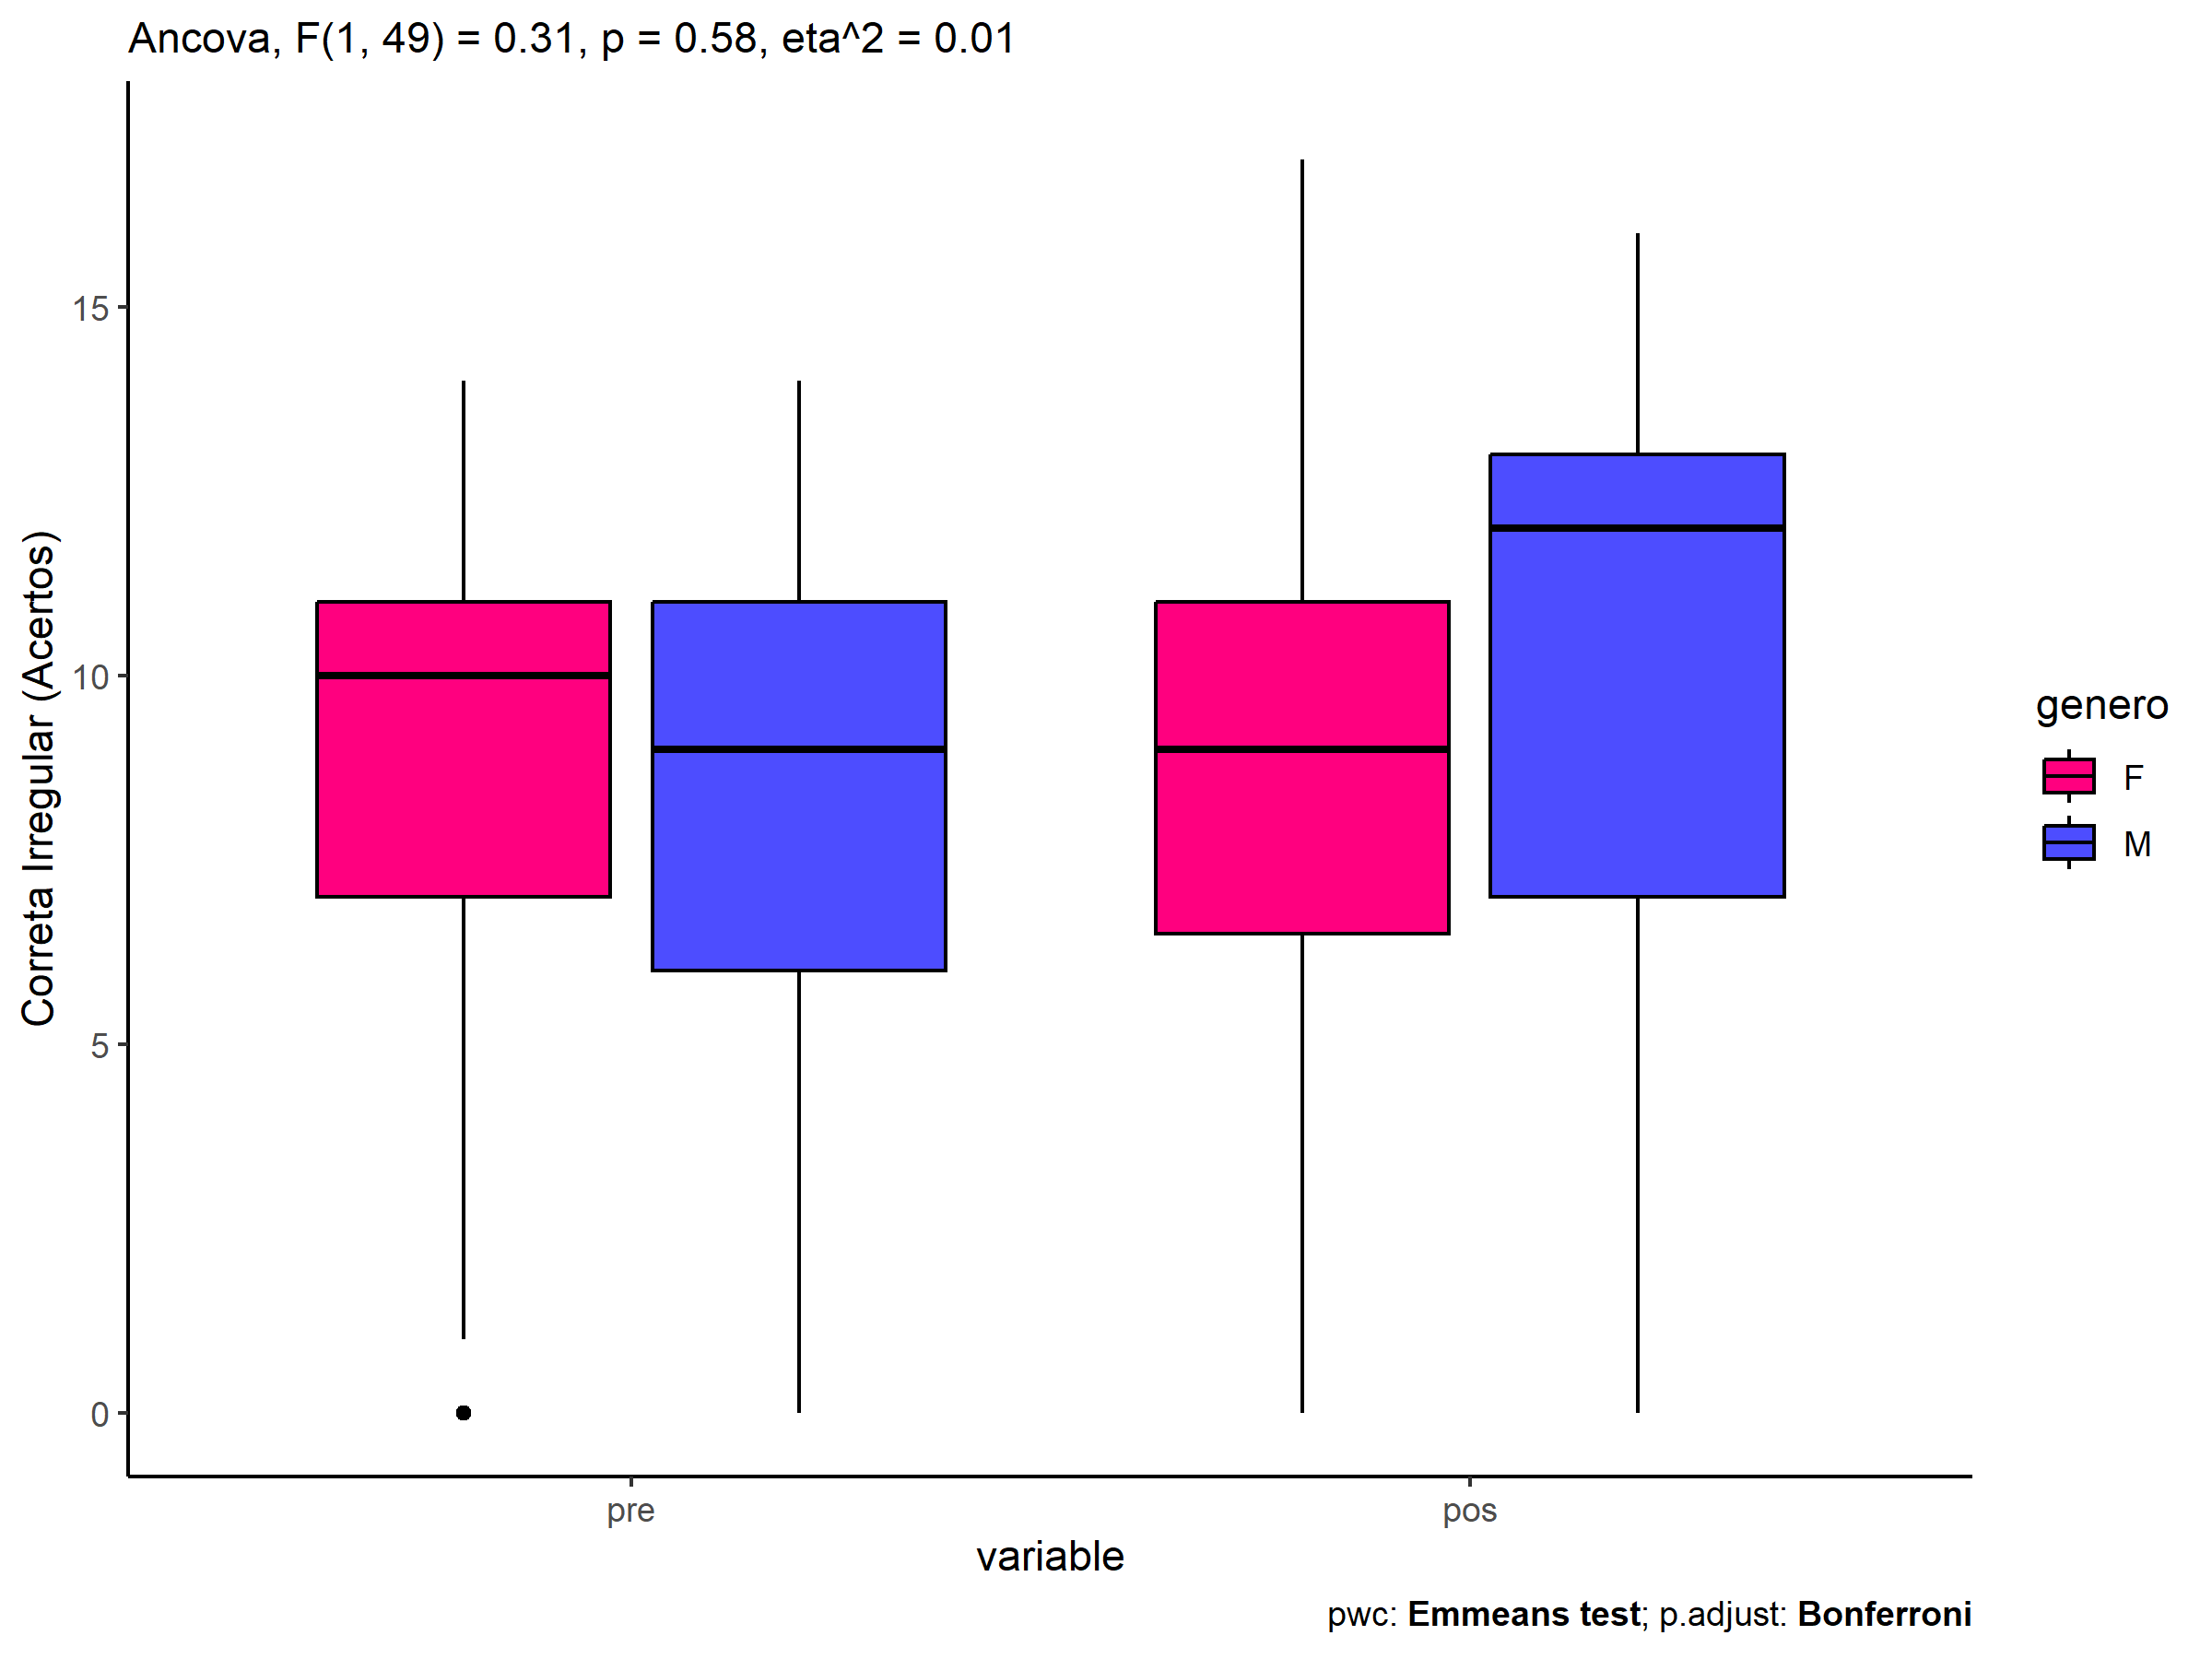 Ancova, F(1, 49) = 0.31, p = 0.58, eta^2 = 0.01
Correta Irregular (Acertos)
15
10
5
0
pre
pos
variable
genero
F
M
pwc: Emmeans test; p.adjust: Bonferroni